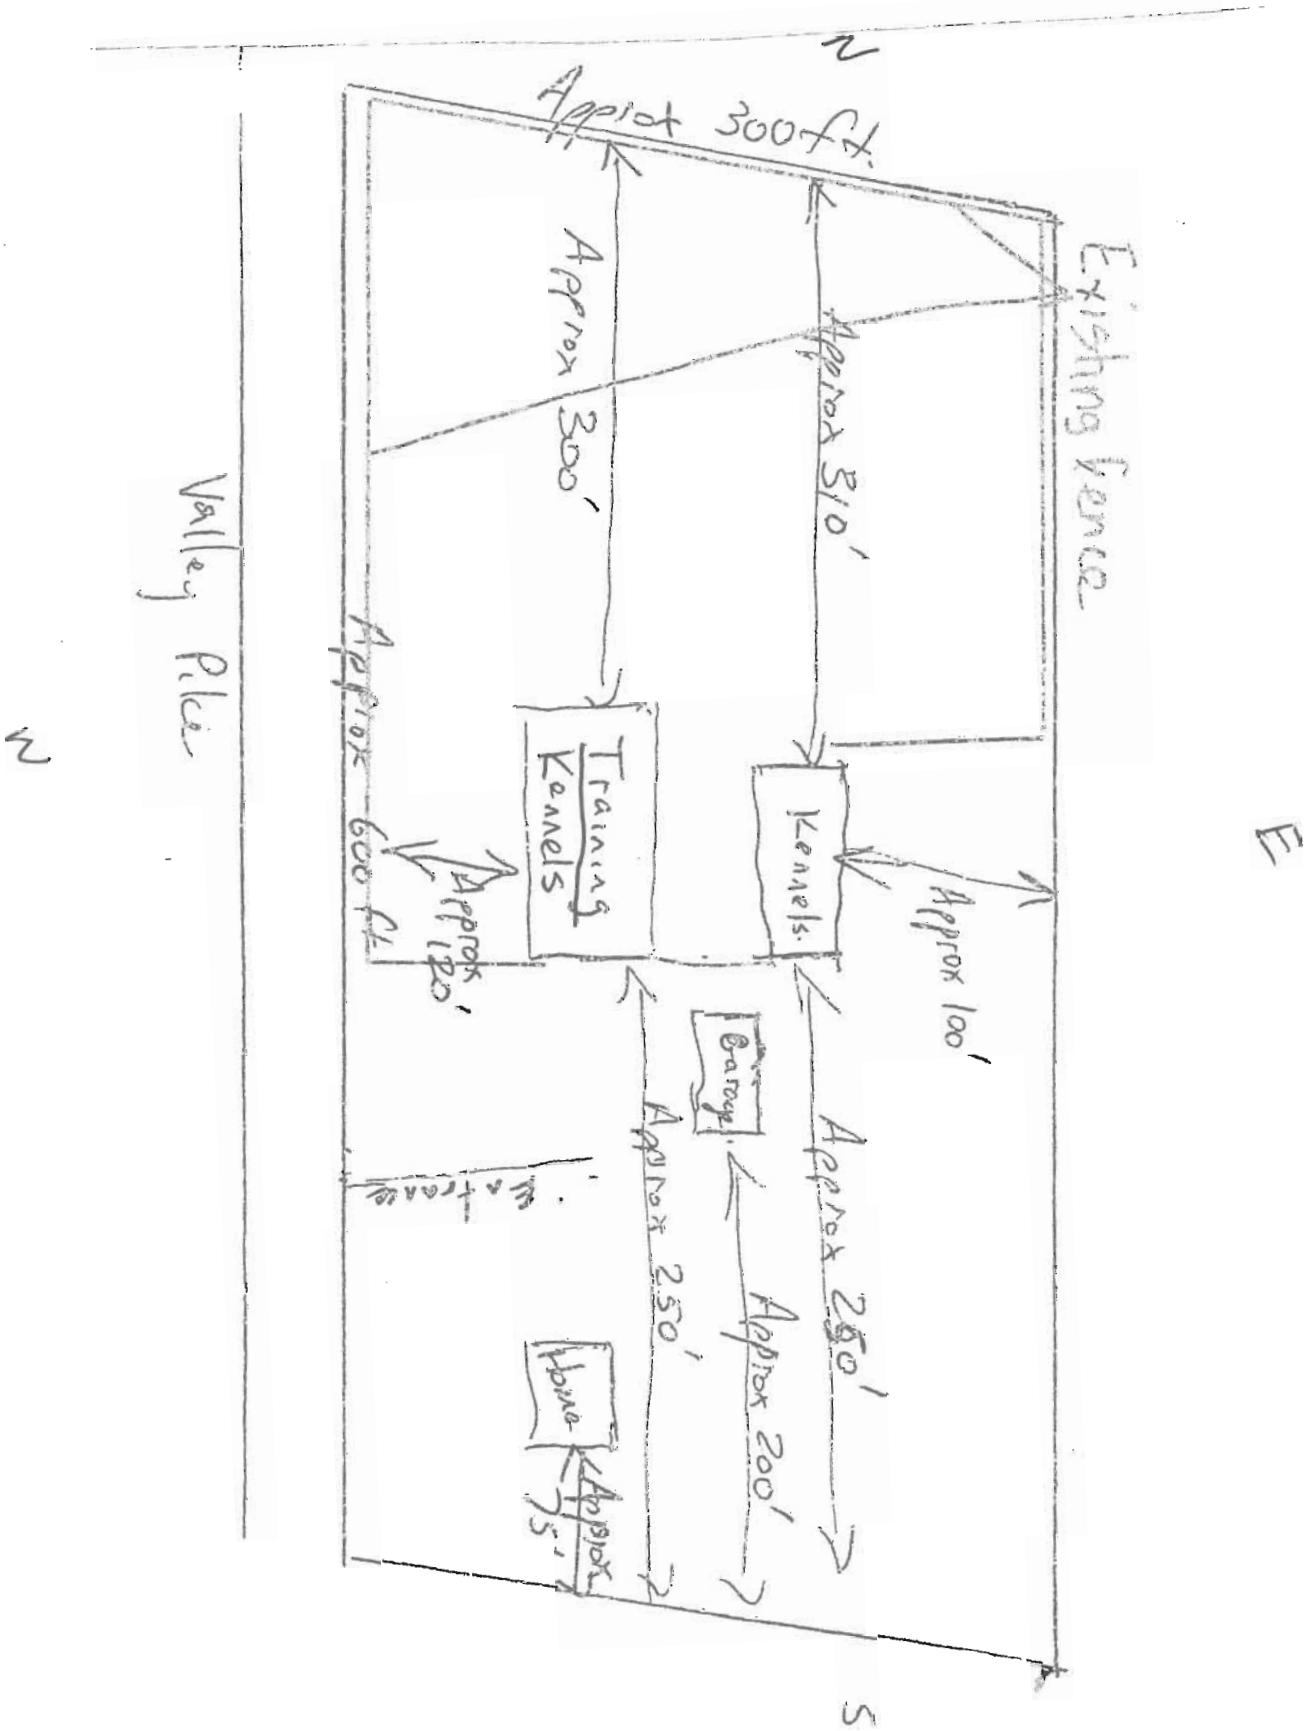 N
Approx 300 ft.
Existing Fence
Approx 300'
Approx 310'
Valley Pike
W
E
Approx 600 ft
Training
Kennels
Kennels.
Approx
120'
Approx 100'
Garage.
Entrance
Approx 250'
Approx 200'
Approx 250'
Home
Approx
75'
S